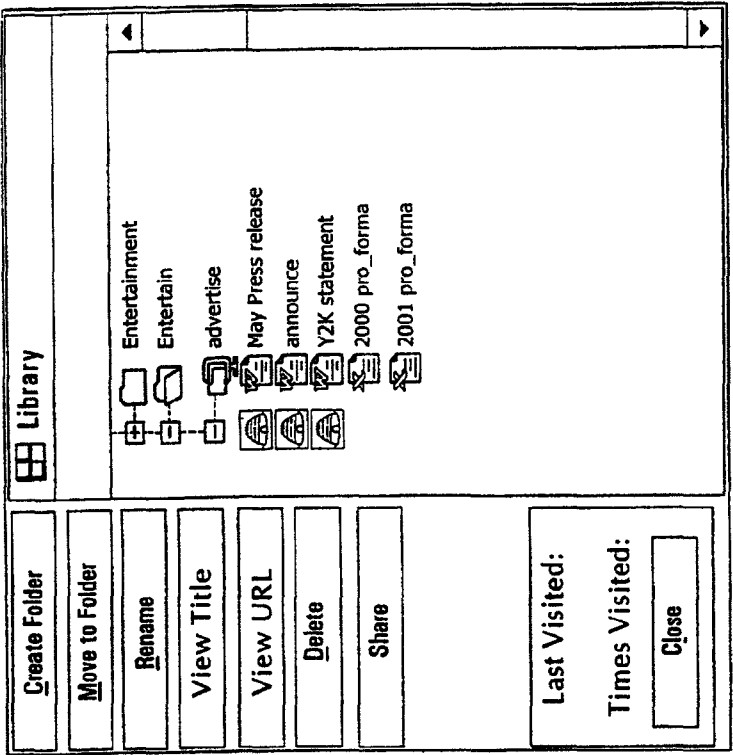 Create Folder
Move to Folder
Rename
View Title
View URL
Delete
Share
Last Visited:
Times Visited:
Close
Library
Entertainment
Entertain
advertise
May Press release
announce
Y2K statement
2000 pro_forma
2001 pro_forma